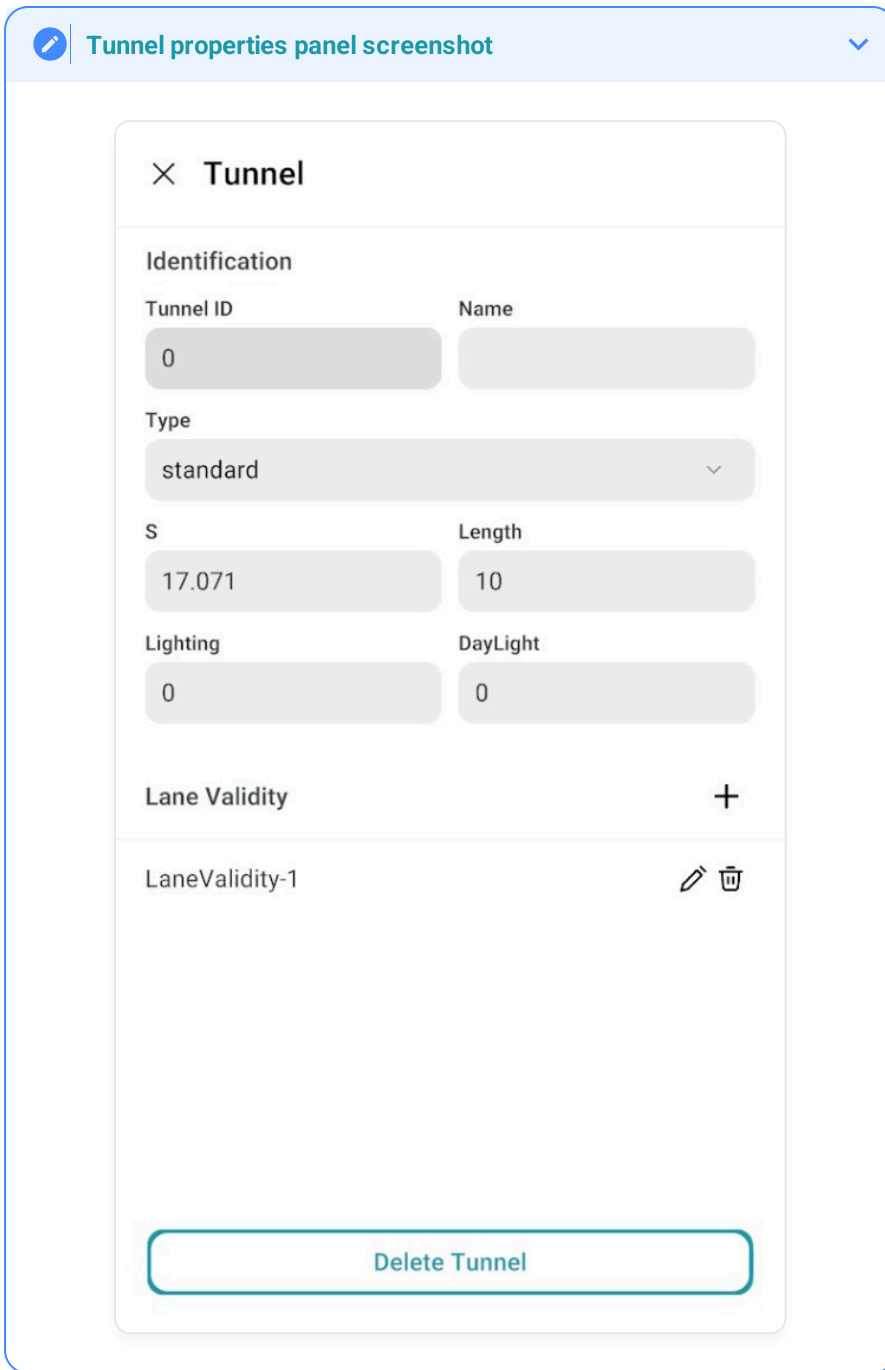 Tunnel properties panel screenshot
Tunnel
Identification
Tunnel ID Name
0
Type
standard
S Length
17.071 10
Lighting DayLight
0 0
Lane Validity
LaneValidity-1
Delete Tunnel